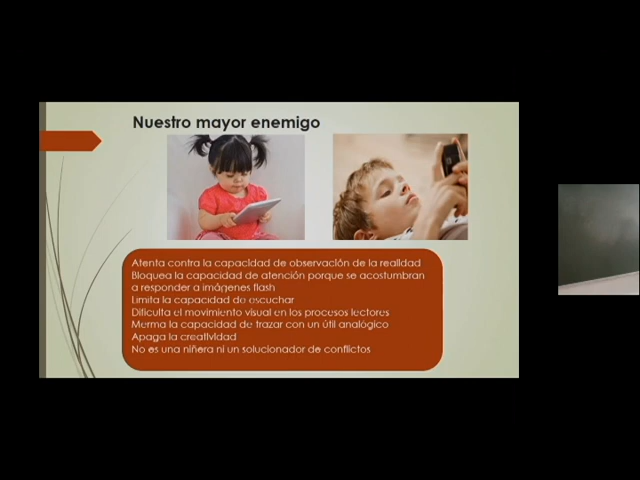 Nuestro mayor enemigo
Atenta contra la capacidad de observación de la realidad
Bloquea la capacidad de atención porque se acostumbran
a responder a imágenes flash
Limita la capacidad de escuchar
Dificulta el movimiento visual en los procesos lectores
Merma la capacidad de trazar con un útil analógico
Apaga la creatividad
No es una niñera ni un solucionador de conflictos